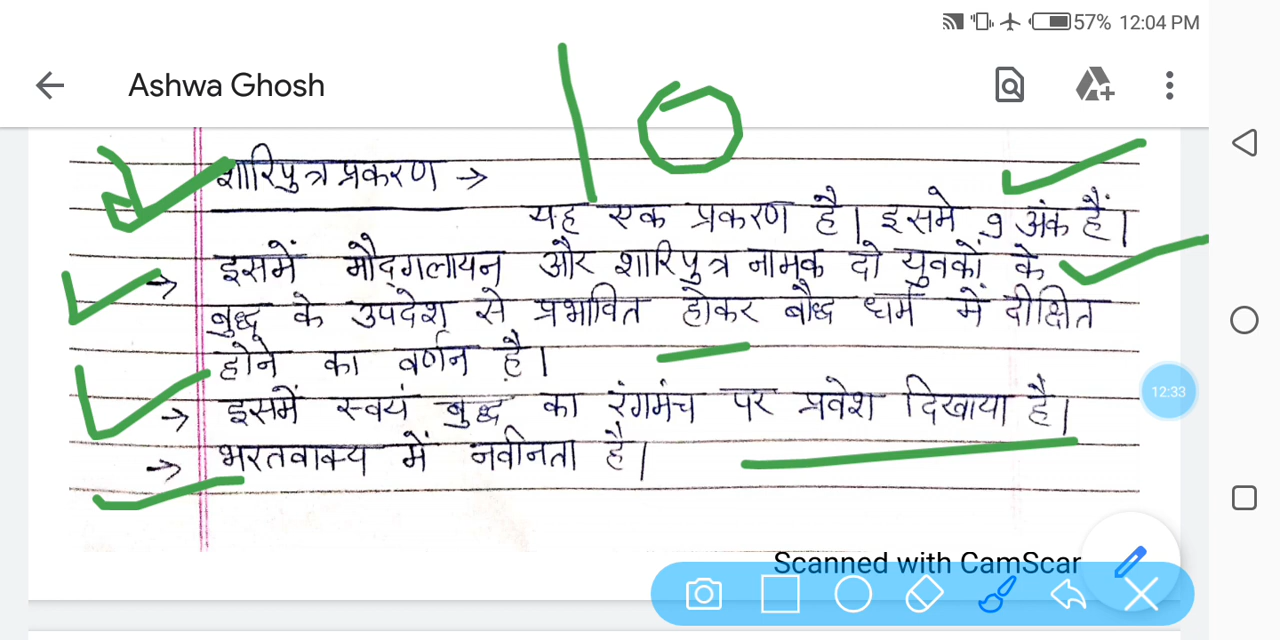 57% 12:04 PM
Ashwa Ghosh
10
शारिपुत्र प्रकरण →
यह एक प्रकरण है। इसमे 9 अंक हैं।
→ इसमें मौद्गलायन और शारिपुत्र नामक दो युवकों के
बुद्ध के उपदेश से प्रभावित होकर बौद्ध धर्म में दीक्षित
होने का वर्णन है।
→ इसमें स्वयं बुद्ध का रंगमंच पर प्रवेश दिखाया है।
→ भरतवाक्य में नवीनता है।
12:33
Scanned with CamScar